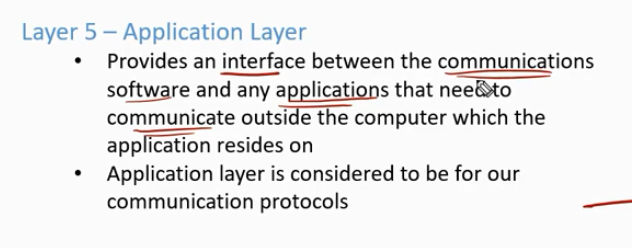 Layer 5 – Application Layer
• Provides an interface between the communications
software and any applications that need to
communicate outside the computer which the
application resides on
• Application layer is considered to be for our
communication protocols